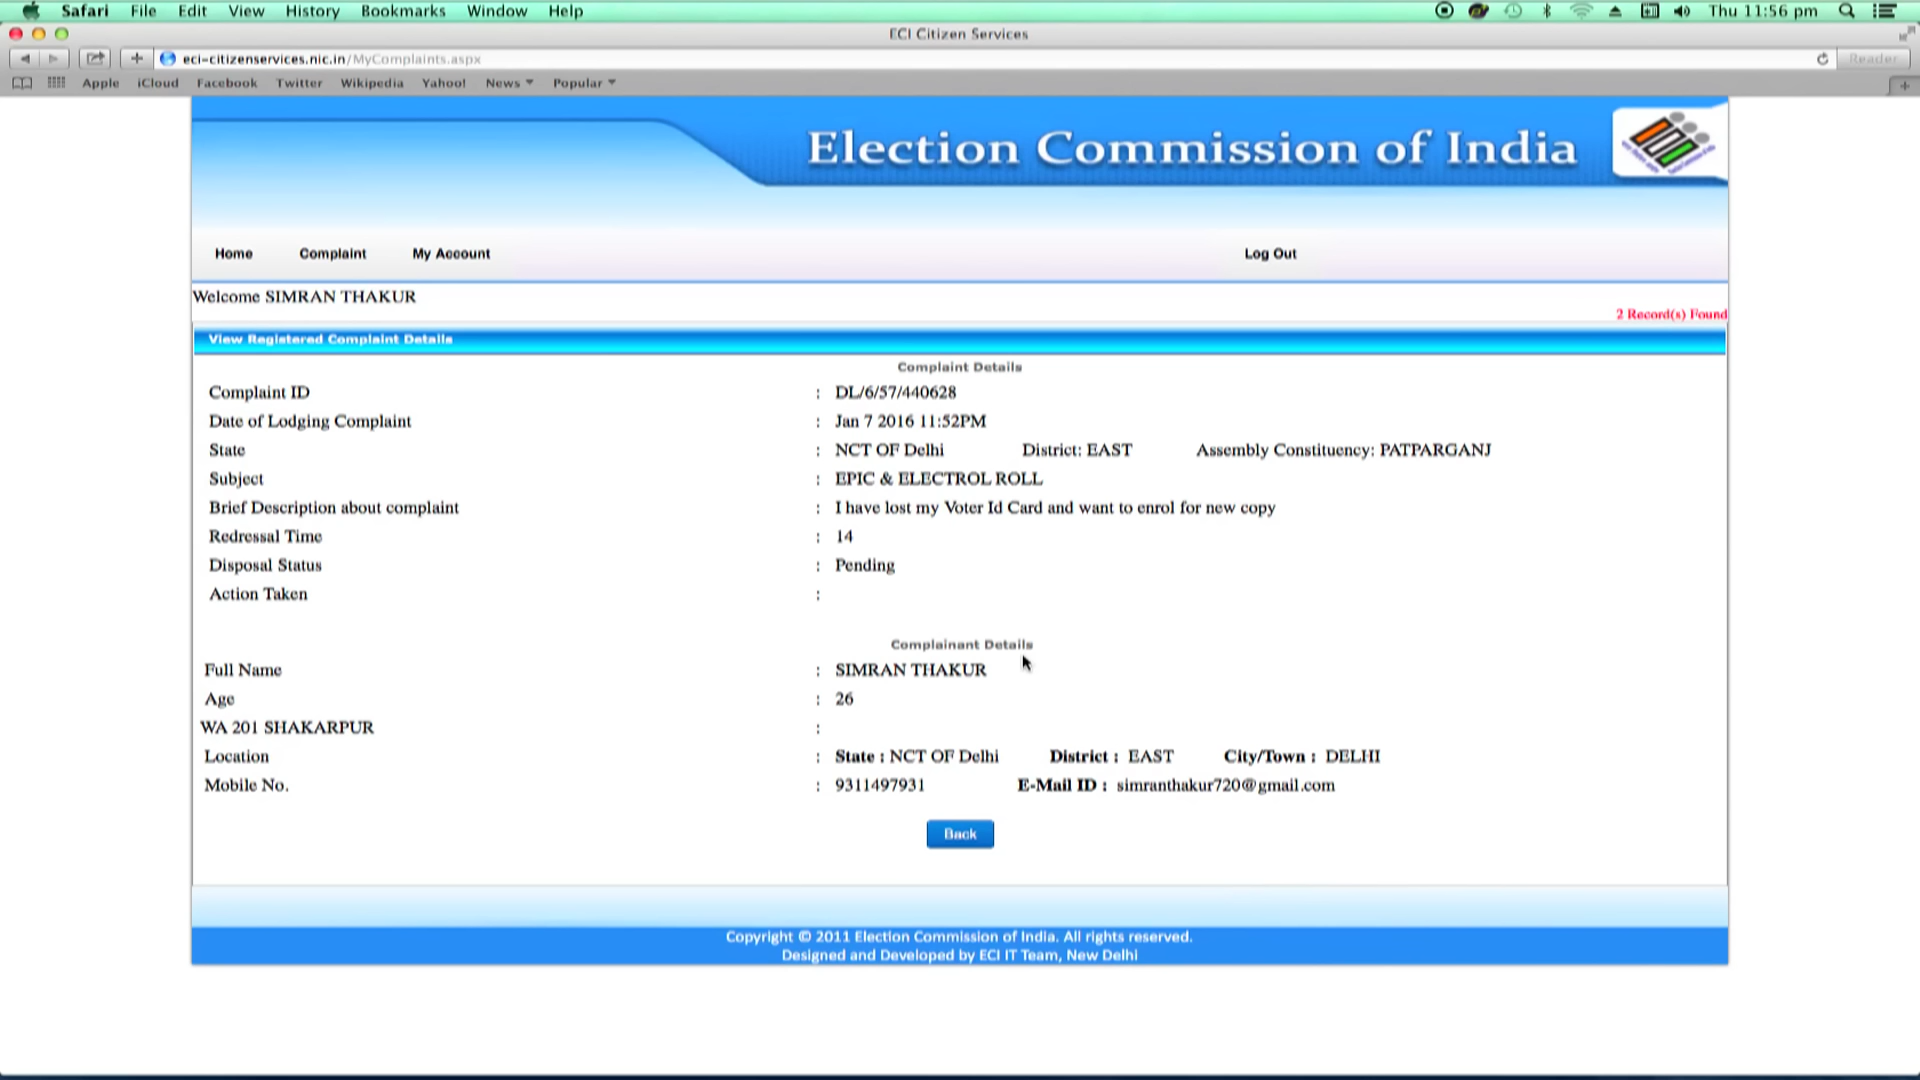 Safari File Edit View History Bookmarks Window Help Thu 11:56 pm
ECI Citizen Services
eci-citizenservices.nic.in/MyComplaints.aspx Reader
Apple iCloud Facebook Twitter Wikipedia Yahoo! News Popular
Election Commission of India
Home Complaint My Account Log Out
Welcome SIMRAN THAKUR
2 Record(s) Found
View Registered Complaint Details
Complaint Details
Complaint ID : DL/6/57/440628
Date of Lodging Complaint : Jan 7 2016 11:52PM
State : NCT OF Delhi District: EAST Assembly Constituency: PATPARGANJ
Subject : EPIC & ELECTROL ROLL
Brief Description about complaint : I have lost my Voter Id Card and want to enrol for new copy
Redressal Time : 14
Disposal Status : Pending
Action Taken :
Complainant Details
Full Name : SIMRAN THAKUR
Age : 26
WA 201 SHAKARPUR :
Location : State : NCT OF Delhi District : EAST City/Town : DELHI
Mobile No. : 9311497931 E-Mail ID : simranthakur720@gmail.com
Back
Copyright © 2011 Election Commission of India. All rights reserved.
Designed and Developed by ECI IT Team, New Delhi